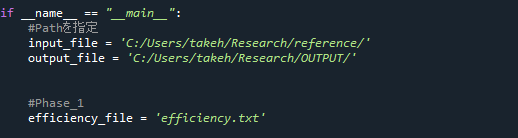 if __name__ == "__main__":
    #Pathを指定
    input_file = 'C:/Users/takeh/Research/reference/'
    output_file = 'C:/Users/takeh/Research/OUTPUT/'
    #Phase_1
    efficiency_file = 'efficiency.txt'